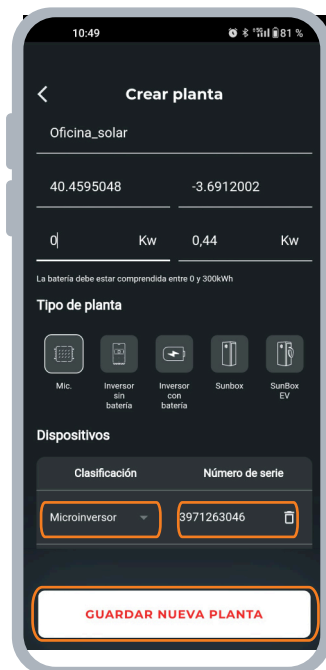 10:49 81 %
Crear planta
Oficina_solar
40.4595048 -3.6912002
0 Kw 0,44 Kw
La batería debe estar comprendida entre 0 y 300kWh
Tipo de planta
Mic. Inversor sin batería Inversor con batería Sunbox SunBox EV
Dispositivos
Clasificación Número de serie
Microinversor 3971263046
GUARDAR NUEVA PLANTA